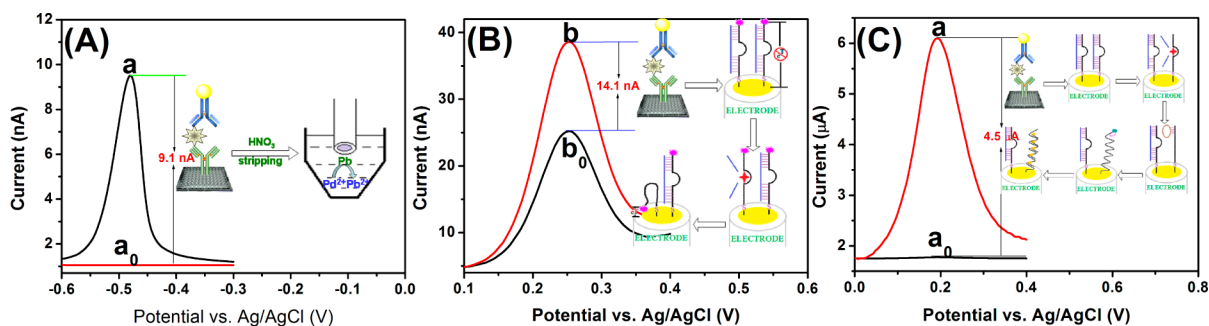 (A)
Current (nA)
12
10
8
6
4
2
a
a0
9.1 nA
HNO3
stripping
Pb
Pd2+Pb2+
-0.6
-0.5
-0.4
-0.3
-0.2
-0.1
0.0
Potential vs. Ag/AgCl (V)
(B)
Current (nA)
40
30
20
10
b
b0
14.1 nA
ELECTRODE
ELECTRODE
ELECTRODE
0.1
0.2
0.3
0.4
0.5
0.6
Potential vs. Ag/AgCl (V)
(C)
Current (μA)
6
5
4
3
2
a
a0
4.5 μA
ELECTRODE
ELECTRODE
ELECTRODE
ELECTRODE
ELECTRODE
0.0
0.2
0.4
0.6
0.8
Potential vs. Ag/AgCl (V)